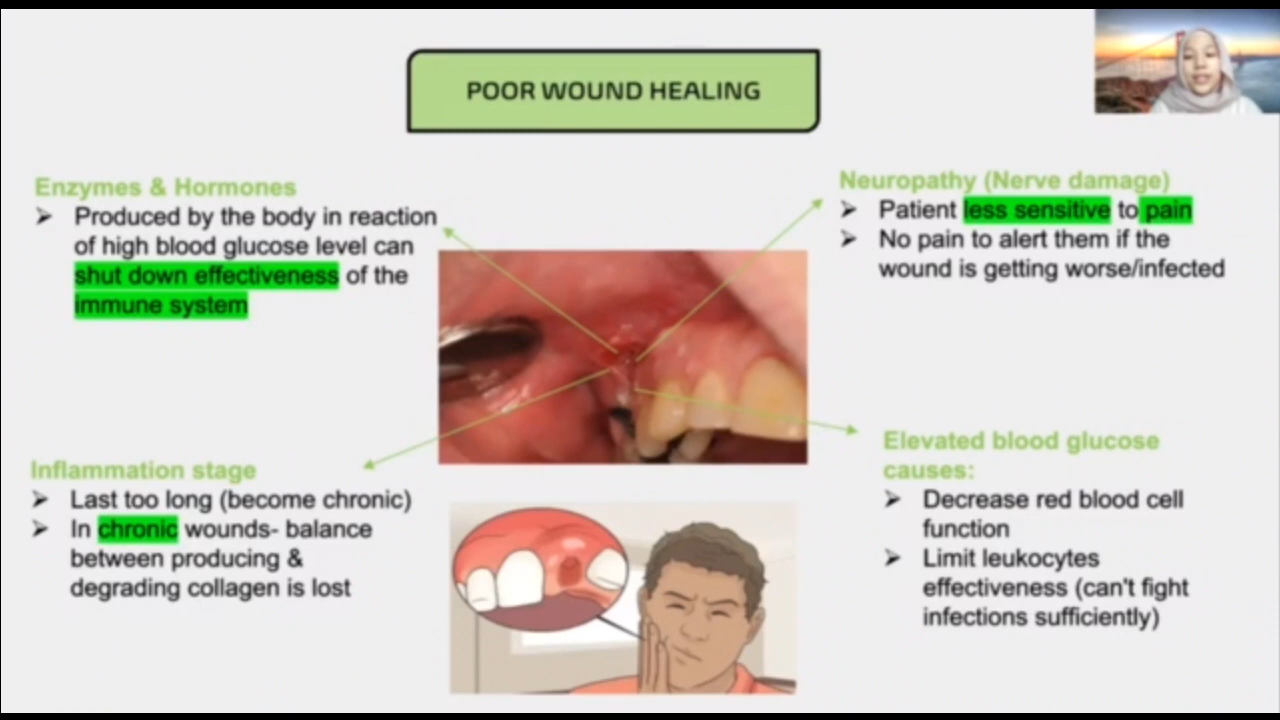 POOR WOUND HEALING
Enzymes & Hormones
➢ Produced by the body in reaction
of high blood glucose level can
shut down effectiveness of the
immune system
Neuropathy (Nerve damage)
➢ Patient less sensitive to pain
➢ No pain to alert them if the
wound is getting worse/infected
Inflammation stage
➢ Last too long (become chronic)
➢ In chronic wounds- balance
between producing &
degrading collagen is lost
Elevated blood glucose
causes:
➢ Decrease red blood cell
function
➢ Limit leukocytes
effectiveness (can't fight
infections sufficiently)